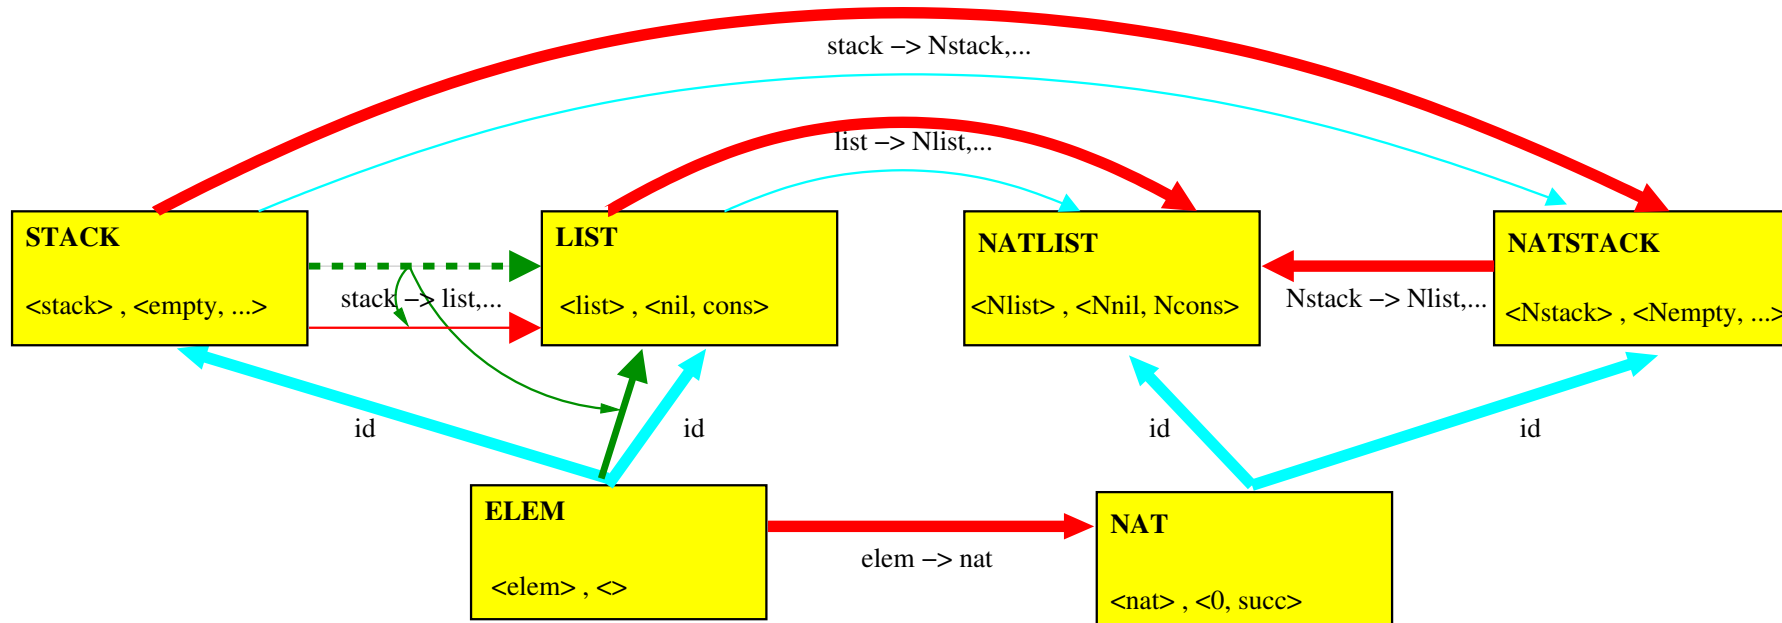 stack −> Nstack,...
list −> Nlist,...
STACK
<stack> , <empty, ...>
stack −> list,...
LIST
<list> , <nil, cons>
NATLIST
<Nlist> , <Nnil, Ncons>
Nstack −> Nlist,...
NATSTACK
<Nstack> , <Nempty, ...>
id
id
id
id
ELEM
<elem> , <>
elem −> nat
NAT
<nat> , <0, succ>